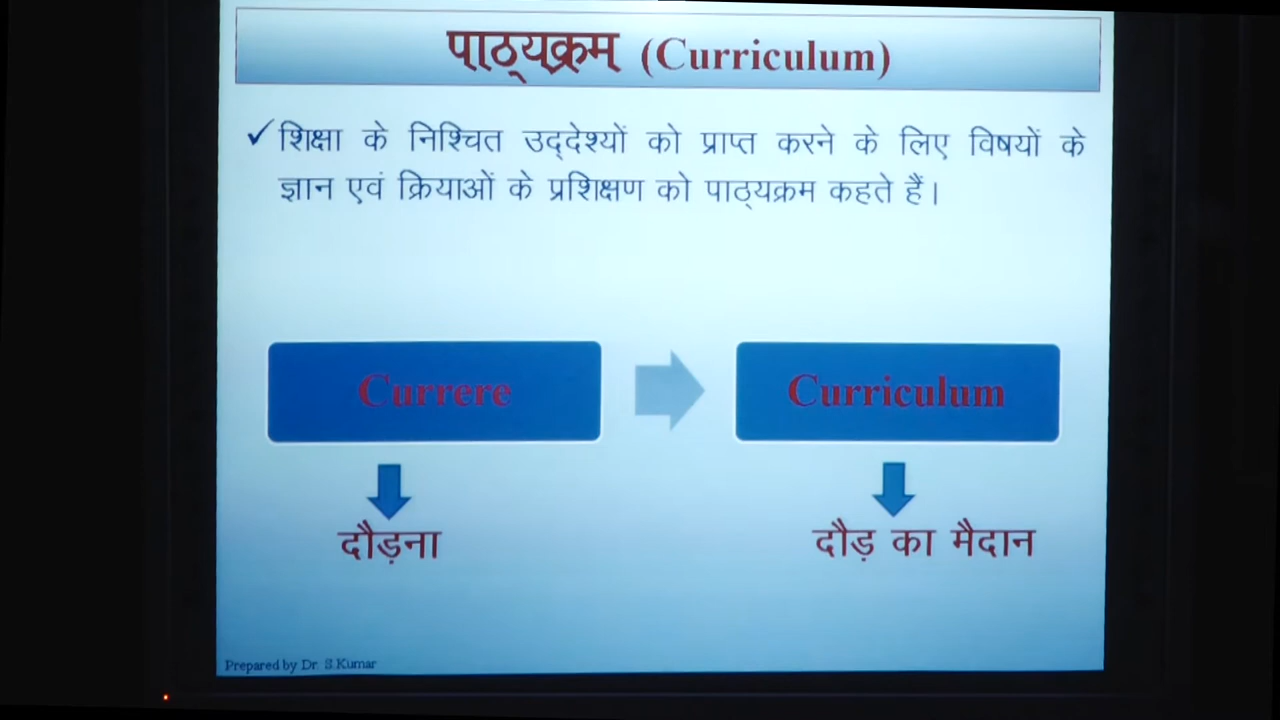 पाठ्यक्रम (Curriculum)
✓ शिक्षा के निश्चित उद्‌देश्यों को प्राप्त करने के लिए विषयों के
ज्ञान एवं क्रियाओं के प्रशिक्षण को पाठ्यक्रम कहते हैं।
Currere
Curriculum
दौड़ना
दौड़ का मैदान
Prepared by Dr. S.Kumar